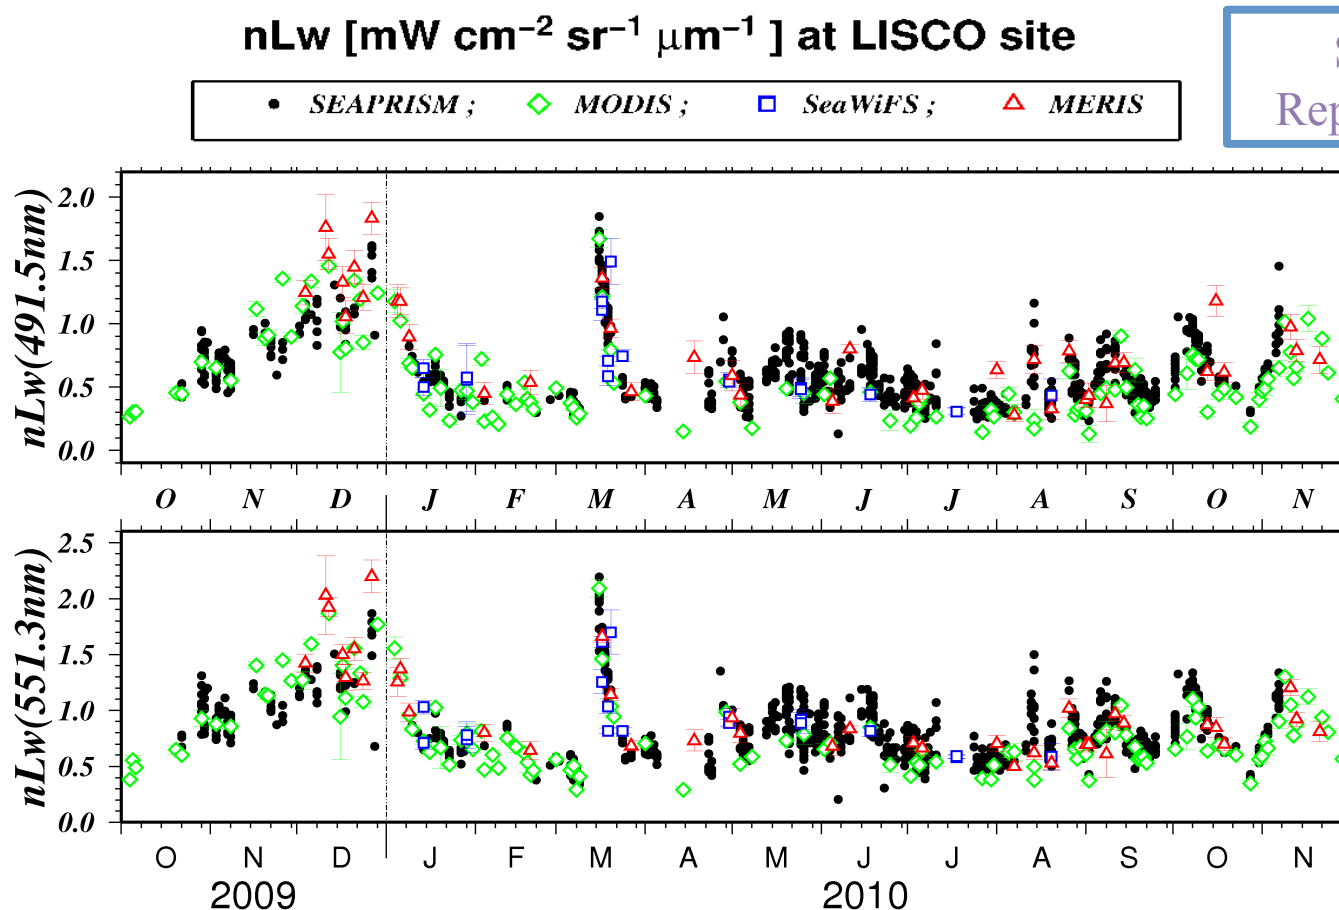 nLw [mW cm⁻² sr⁻¹ μm⁻¹ ] at LISCO site
SEAPRISM ; MODIS ; SeaWiFS ; MERIS
nLw(491.5nm)
2.0
1.5
1.0
0.5
0.0
O N D J F M A M J J A S O N
nLw(551.3nm)
2.5
2.0
1.5
1.0
0.5
0.0
O N D J F M A M J J A S O N
2009 2010